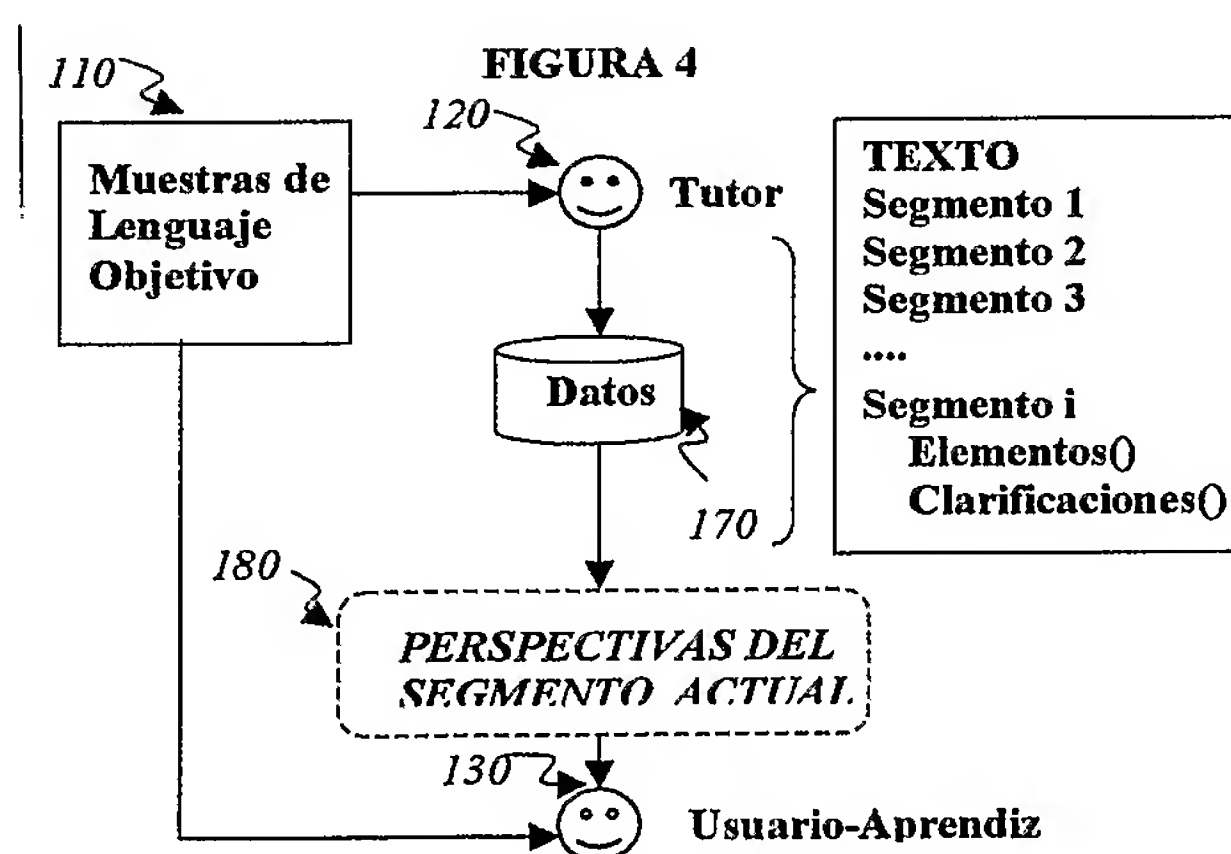 FIGURA 4
110
120
Muestras de
Lenguaje
Objetivo
Tutor
TEXTO
Segmento 1
Segmento 2
Segmento 3
....
Segmento i
Elementos()
Clarificaciones()
Datos
170
180
PERSPECTIVAS DEL
SEGMENTO ACTUAL
130
Usuario-Aprendiz